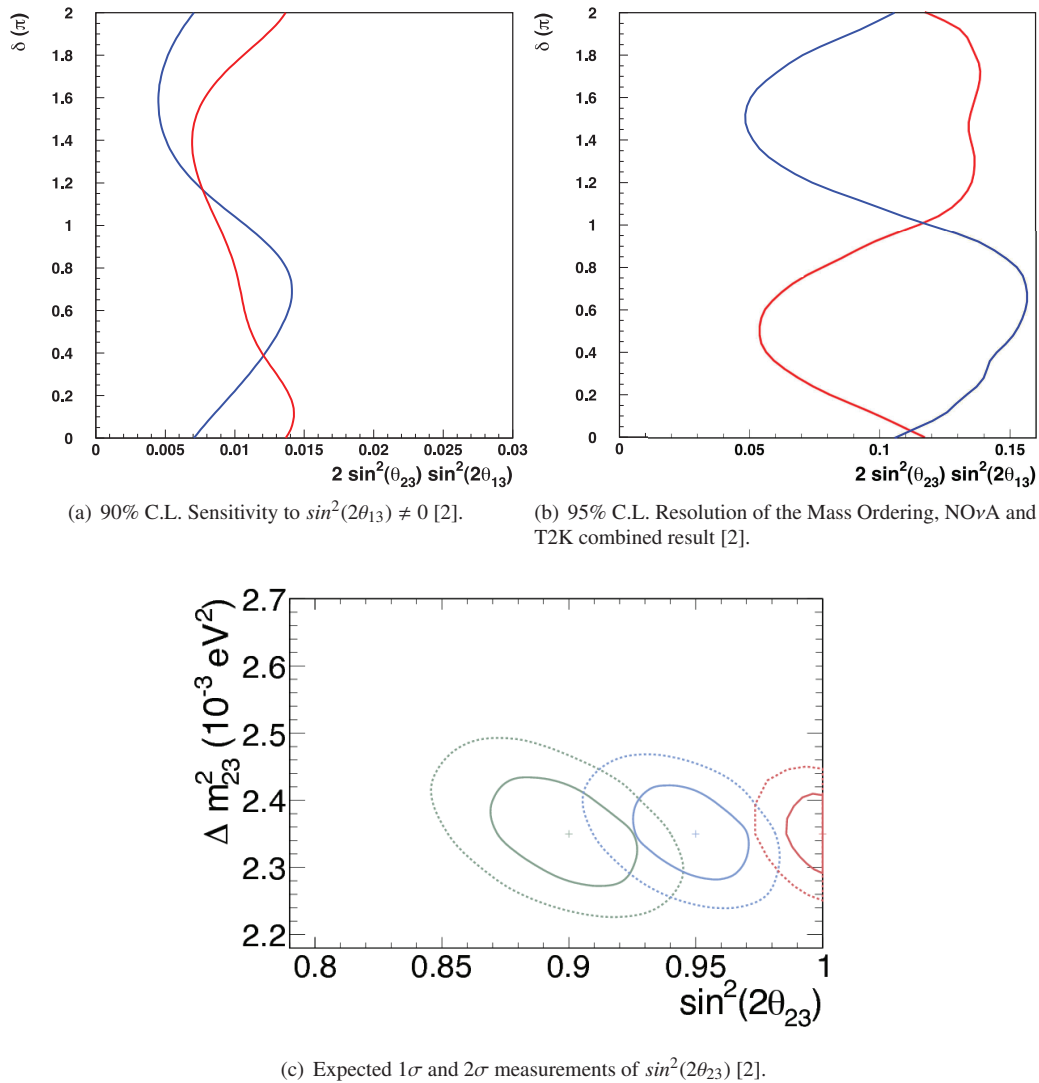 δ (π)
2
1.8
1.6
1.4
1.2
1
0.8
0.6
0.4
0.2
0
0 0.005 0.01 0.015 0.02 0.025 0.03
2 sin²(θ₂₃) sin²(2θ₁₃)
(a) 90% C.L. Sensitivity to sin²(2θ₁₃) ≠ 0 [2].
δ (π)
2
1.8
1.6
1.4
1.2
1
0.8
0.6
0.4
0.2
0
0 0.05 0.1 0.15
2 sin²(θ₂₃) sin²(2θ₁₃)
(b) 95% C.L. Resolution of the Mass Ordering, NOνA and
T2K combined result [2].
Δ m²₂₃ (10⁻³ eV²)
2.7
2.6
2.5
2.4
2.3
2.2
0.8 0.85 0.9 0.95 1
sin²(2θ₂₃)
(c) Expected 1σ and 2σ measurements of sin²(2θ₂₃) [2].